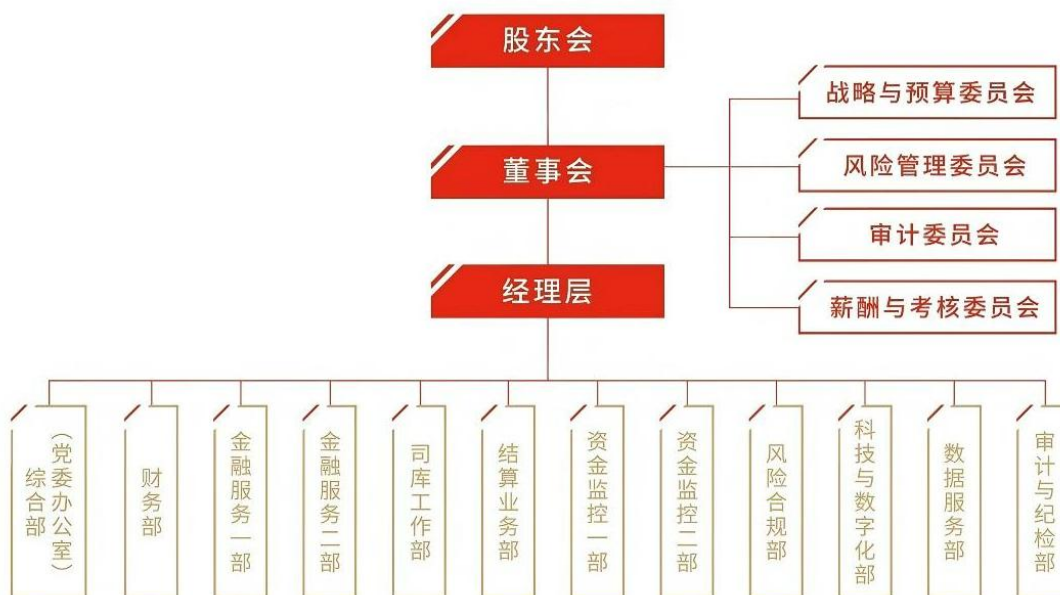 股东会
董事会
经理层
战略与预算委员会
风险管理委员会
审计委员会
薪酬与考核委员会
综合部
（党委办公室）
财务部
金融服务一部
金融服务二部
司库工作部
结算业务部
资金监控一部
资金监控二部
风险合规部
科技与数字化部
数据服务部
审计与纪检部